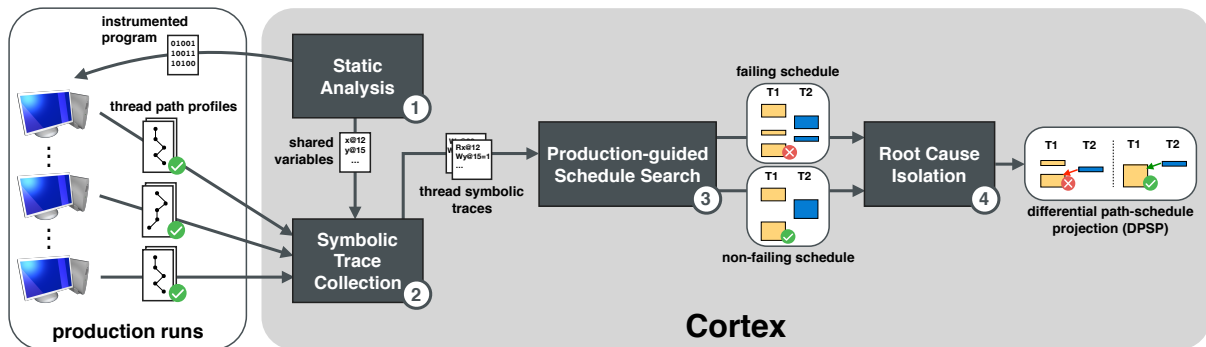 instrumented
program
01001
10011
10100
thread path profiles
production runs
Static
Analysis
1
shared
variables
x@12
y@15
...
Symbolic
Trace
Collection
2
Rx@12
Wy@15=1
...
thread symbolic
traces
Production-guided
Schedule Search
3
failing schedule
T1 T2
T1 T2
non-failing schedule
Root Cause
Isolation
4
T1 T2 T1 T2
differential path-schedule
projection (DPSP)
Cortex